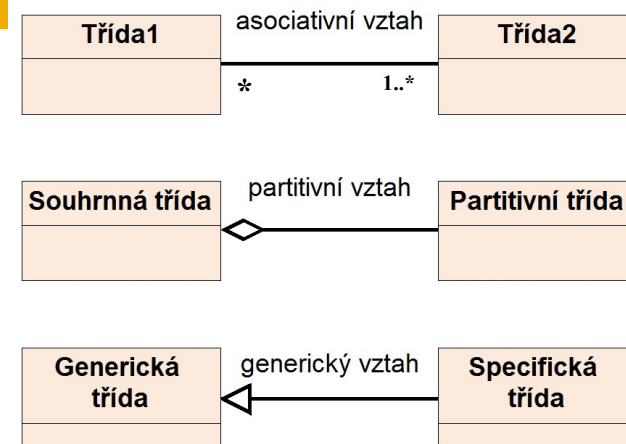 Třída1
asociativní vztah
Třída2
*
1..*
Souhrnná třída
partitivní vztah
Partitivní třída
Generická
třída
generický vztah
Specifická
třída